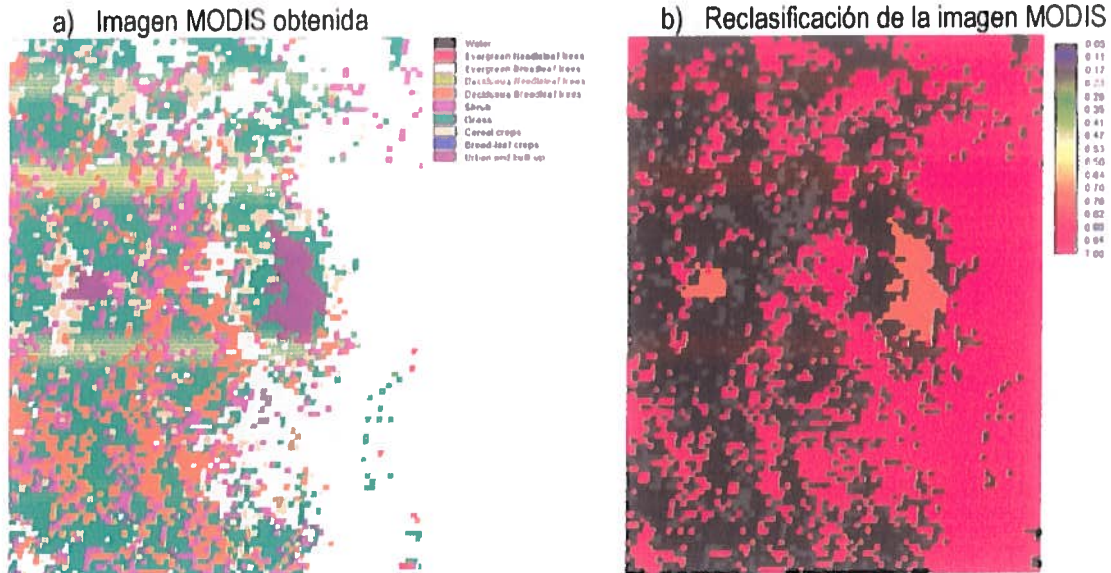 a) Imagen MODIS obtenida
Water
Evergreen Needleleaf trees
Evergreen Broadleaf trees
Deciduous Needleleaf trees
Deciduous Broadleaf trees
Shrub
Grass
Cereal crops
Broad-leaf crops
Urban and built up
b) Reclasificación de la imagen MODIS
0.05
0.11
0.17
0.23
0.29
0.35
0.41
0.47
0.53
0.64
0.70
0.76
0.82
1.00